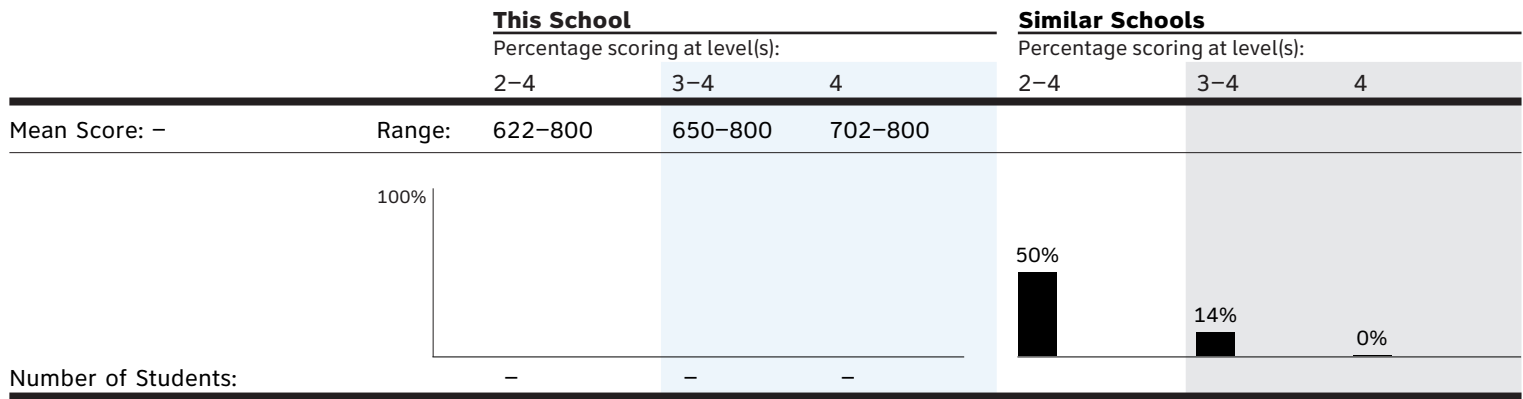 This School Similar Schools
Percentage scoring at level(s): Percentage scoring at level(s):
2–4 3–4 4 2–4 3–4 4
Mean Score: – Range: 622–800 650–800 702–800
100%
50%
14%
0%
Number of Students: – – –